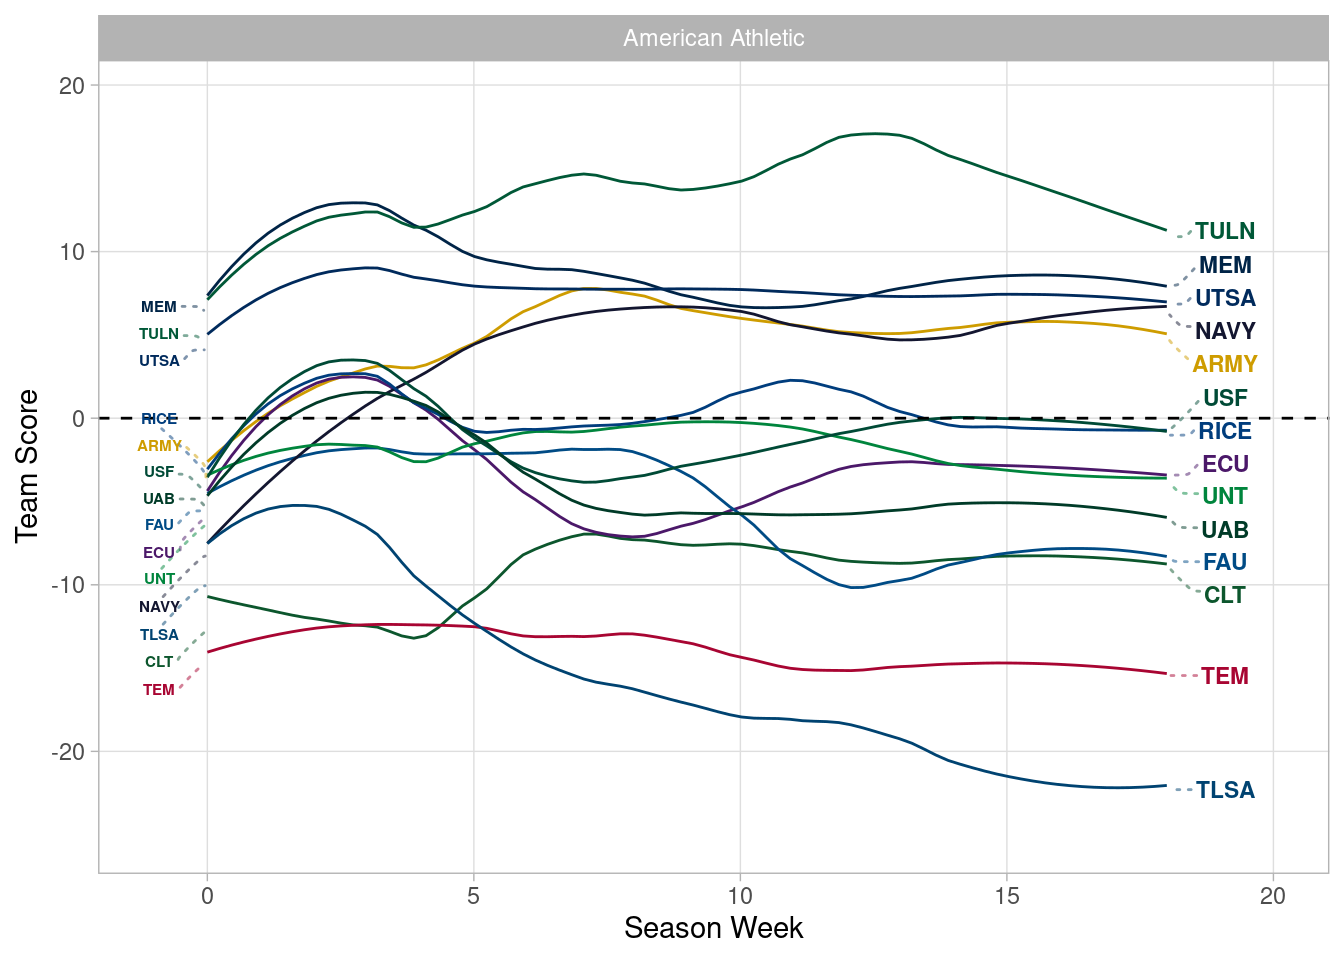 American Athletic
Team Score
20
10
0
-10
-20
MEM
TULN
UTSA
RICE
ARMY
USF
UAB
FAU
ECU
UNT
NAVY
TLSA
CLT
TEM
TULN
MEM
UTSA
NAVY
ARMY
USF
RICE
ECU
UNT
UAB
FAU
CLT
TEM
TLSA
0 5 10 15 20
Season Week